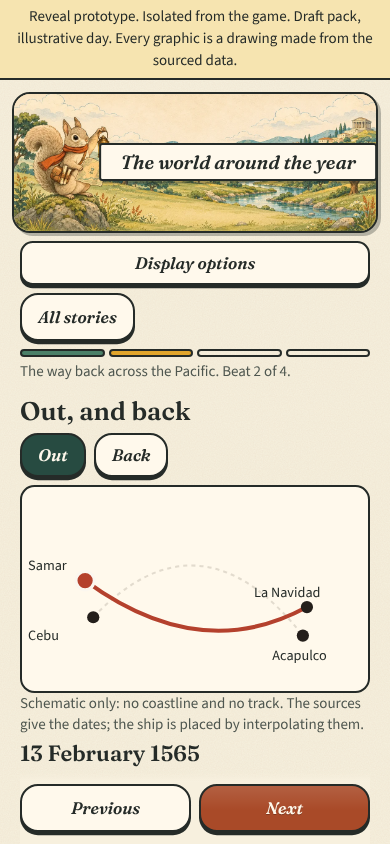 Reveal prototype. Isolated from the game. Draft pack,
illustrative day. Every graphic is a drawing made from the
sourced data.
The world around the year
Display options
All stories
The way back across the Pacific. Beat 2 of 4.
Out, and back
Out
Back
Samar
La Navidad
Cebu
Acapulco
Schematic only: no coastline and no track. The sources
give the dates; the ship is placed by interpolating them.
13 February 1565
Previous
Next